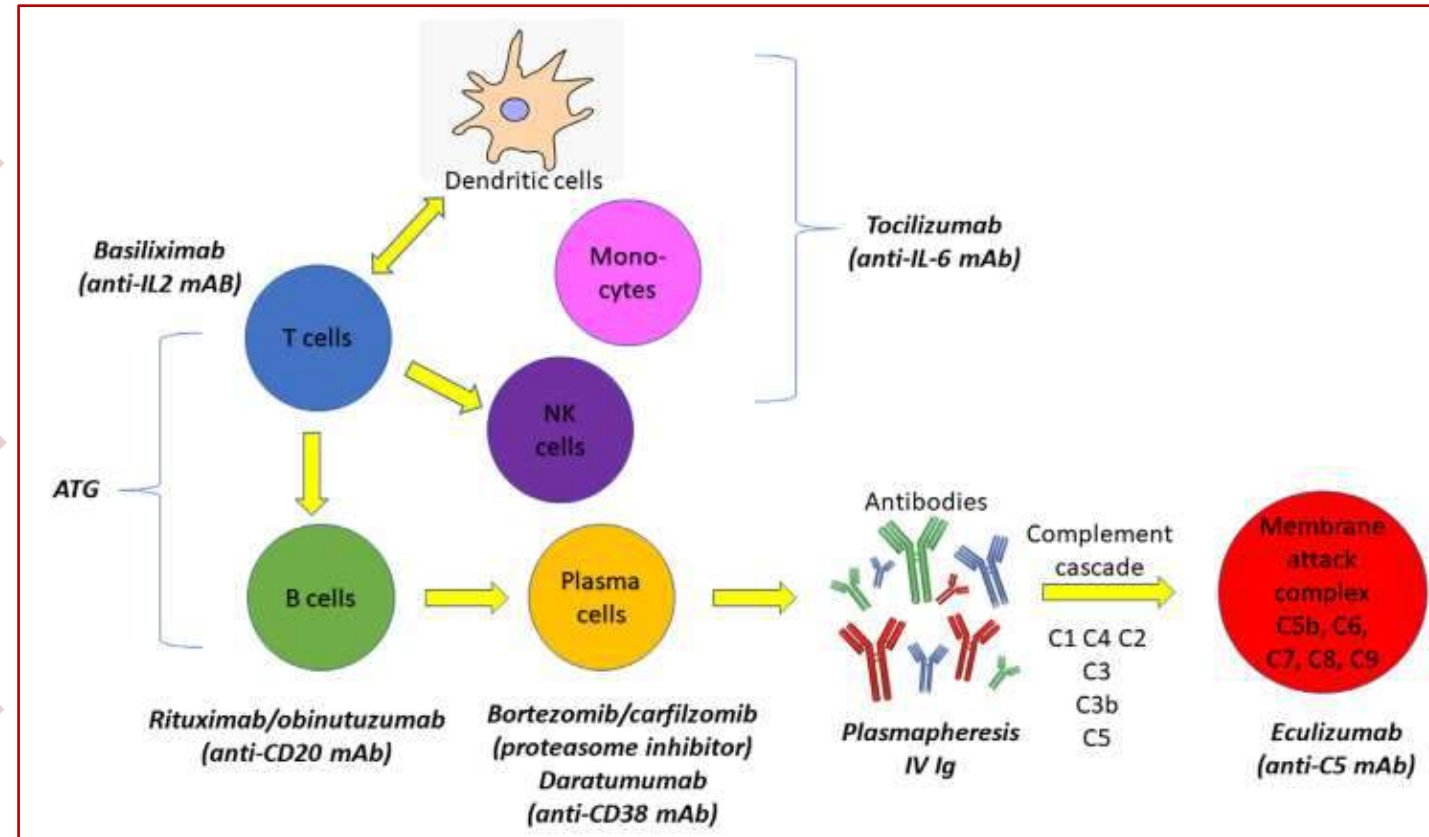 Dendritic cells
Basiliximab
(anti-IL2 mAB)
T cells
Mono-
cytes
Tocilizumab
(anti-IL-6 mAb)
NK
cells
ATG
B cells
Plasma
cells
Antibodies
Complement
cascade
C1 C4 C2
C3
C3b
C5
Membrane
attack
complex
C5b, C6,
C7, C8, C9
Rituximab/obinutuzumab
(anti-CD20 mAb)
Bortezomib/carfilzomib
(proteasome inhibitor)
Daratumumab
(anti-CD38 mAb)
Plasmapheresis
IV Ig
Eculizumab
(anti-C5 mAb)